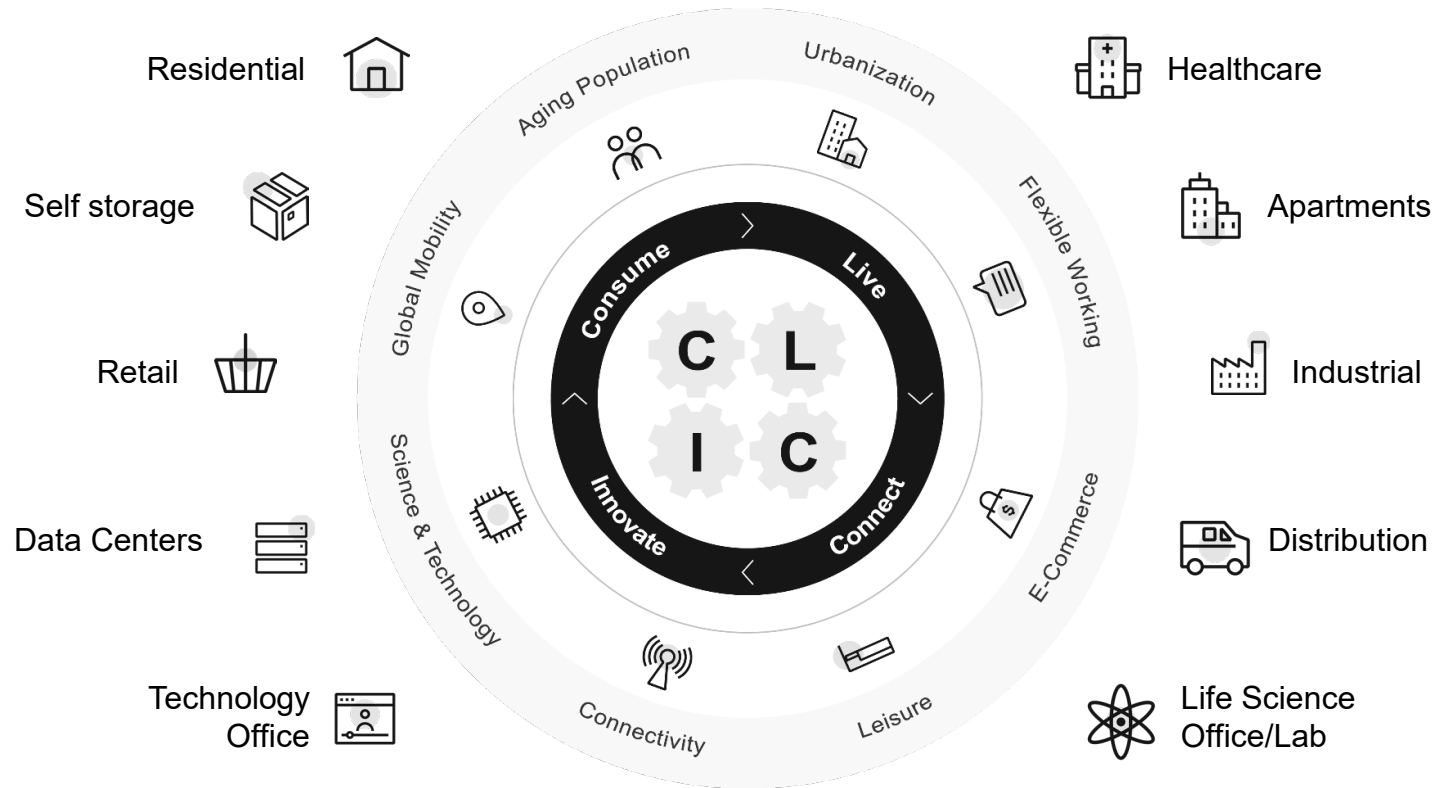 Residential
Self storage
Retail
Data Centers
Technology
Office
Aging Population
Urbanization
Flexible Working
E-Commerce
Leisure
Connectivity
Science & Technology
Global Mobility
Consume
Live
Connect
Innovate
C L
I C
$
Healthcare
Apartments
Industrial
Distribution
Life Science
Office/Lab